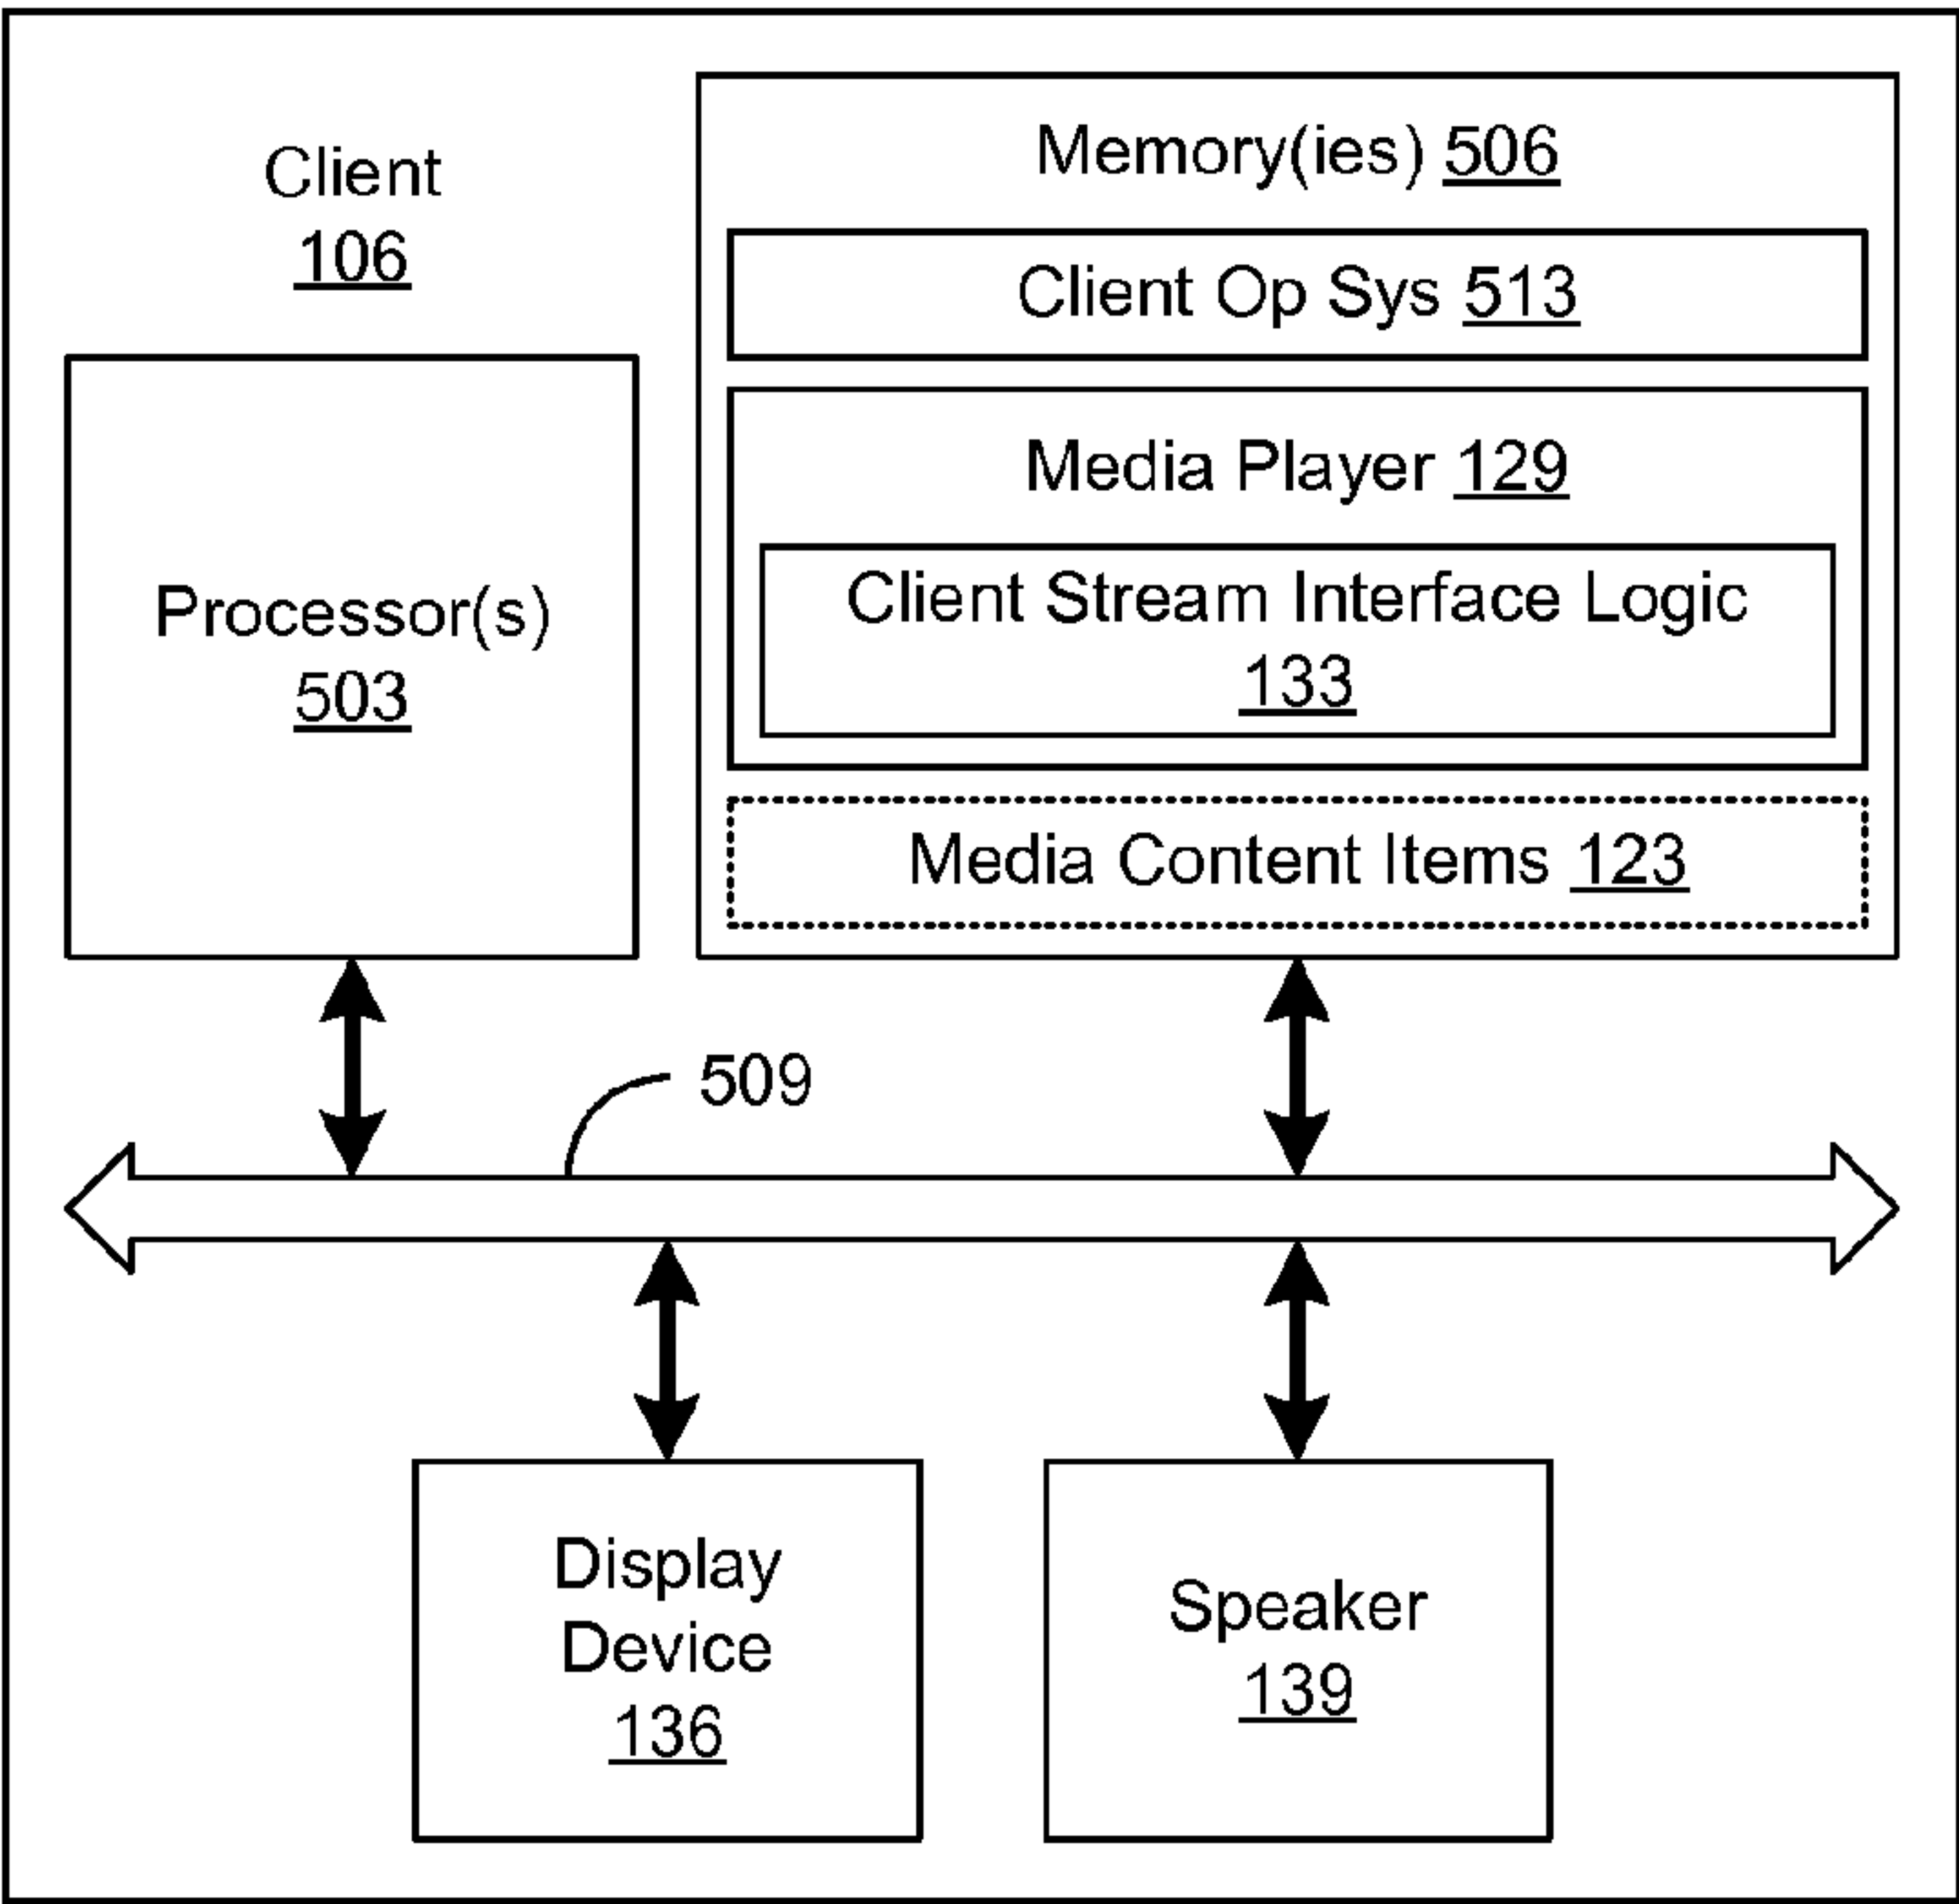 Client
106
Memory(ies) 506
Client Op Sys 513
Media Player 129
Client Stream Interface Logic
133
Media Content Items 123
Processor(s)
503
509
Display
Device
136
Speaker
139